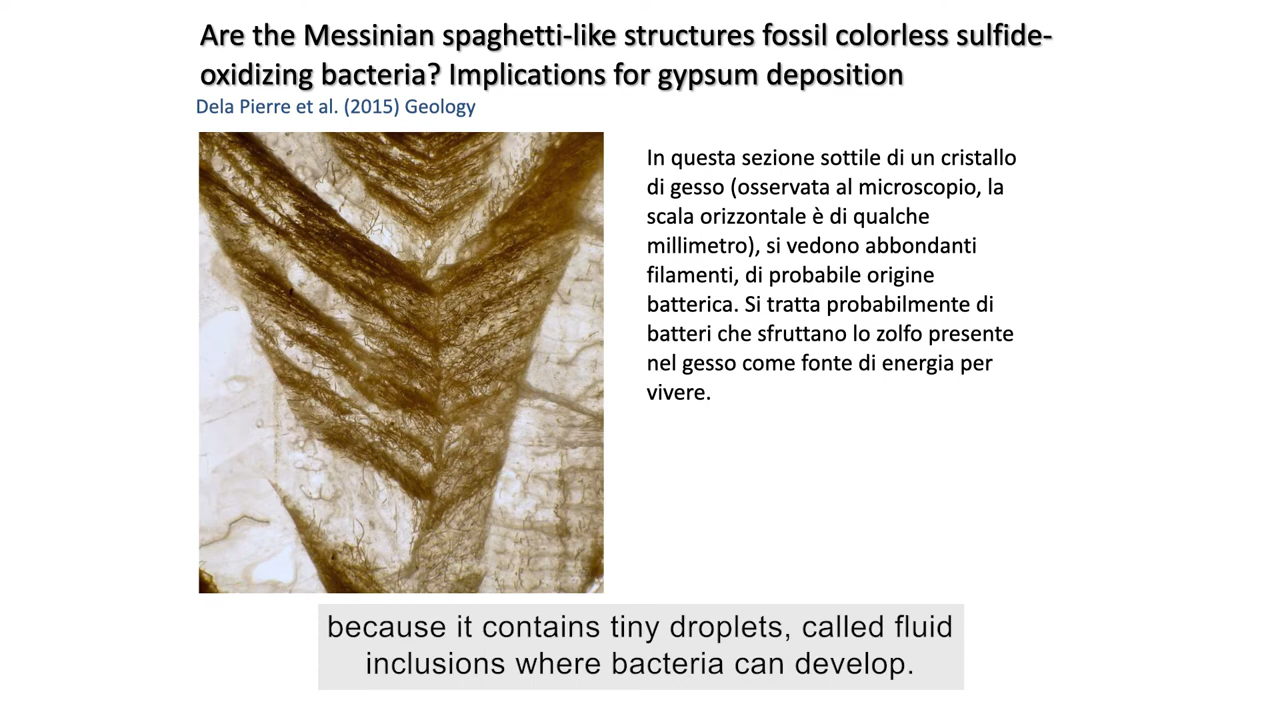 Are the Messinian spaghetti-like structures fossil colorless sulfide-
oxidizing bacteria? Implications for gypsum deposition
Dela Pierre et al. (2015) Geology
In questa sezione sottile di un cristallo
di gesso (osservata al microscopio, la
scala orizzontale è di qualche
millimetro), si vedono abbondanti
filamenti, di probabile origine
batterica. Si tratta probabilmente di
batteri che sfruttano lo zolfo presente
nel gesso come fonte di energia per
vivere.
because it contains tiny droplets, called fluid
inclusions where bacteria can develop.